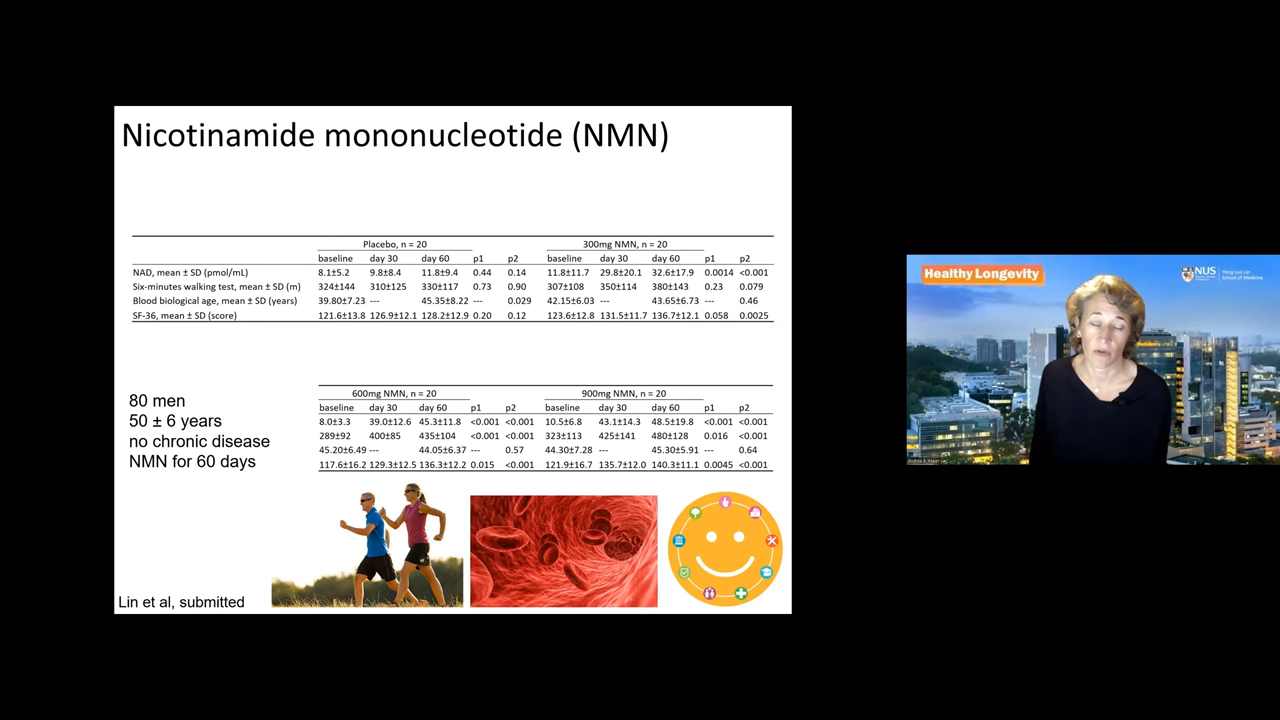 Nicotinamide mononucleotide (NMN)
Placebo, n = 20 300mg NMN, n = 20
baseline day 30 day 60 p1 p2 baseline day 30 day 60 p1 p2
NAD, mean ± SD (pmol/mL) 8.1±5.2 9.8±8.4 11.8±9.4 0.44 0.14 11.8±11.7 29.8±20.1 32.6±17.9 0.0014 <0.001
Six-minutes walking test, mean ± SD (m) 324±144 310±125 330±117 0.73 0.90 307±108 350±114 380±143 0.23 0.079
Blood biological age, mean ± SD (years) 39.80±7.23 --- 45.35±8.22 --- 0.029 42.15±6.03 --- 43.65±6.73 --- 0.46
SF-36, mean ± SD (score) 121.6±13.8 126.9±12.1 128.2±12.9 0.20 0.12 123.6±12.8 131.5±11.7 136.7±12.1 0.058 0.0025
600mg NMN, n = 20 900mg NMN, n = 20
baseline day 30 day 60 p1 p2 baseline day 30 day 60 p1 p2
8.0±3.3 39.0±12.6 45.3±11.8 <0.001 <0.001 10.5±6.8 43.1±14.3 48.5±19.8 <0.001 <0.001
289±92 400±85 435±104 <0.001 <0.001 323±113 425±141 480±128 0.016 <0.001
45.20±6.49 --- 44.05±6.37 --- 0.57 44.30±7.28 --- 45.30±5.91 --- 0.64
117.6±16.2 129.3±12.5 136.3±12.2 0.015 <0.001 121.9±16.7 135.7±12.0 140.3±11.1 0.0045 <0.001
80 men
50 ± 6 years
no chronic disease
NMN for 60 days
Lin et al, submitted
Healthy Longevity
NUS
Yong Loo Lin
School of Medicine